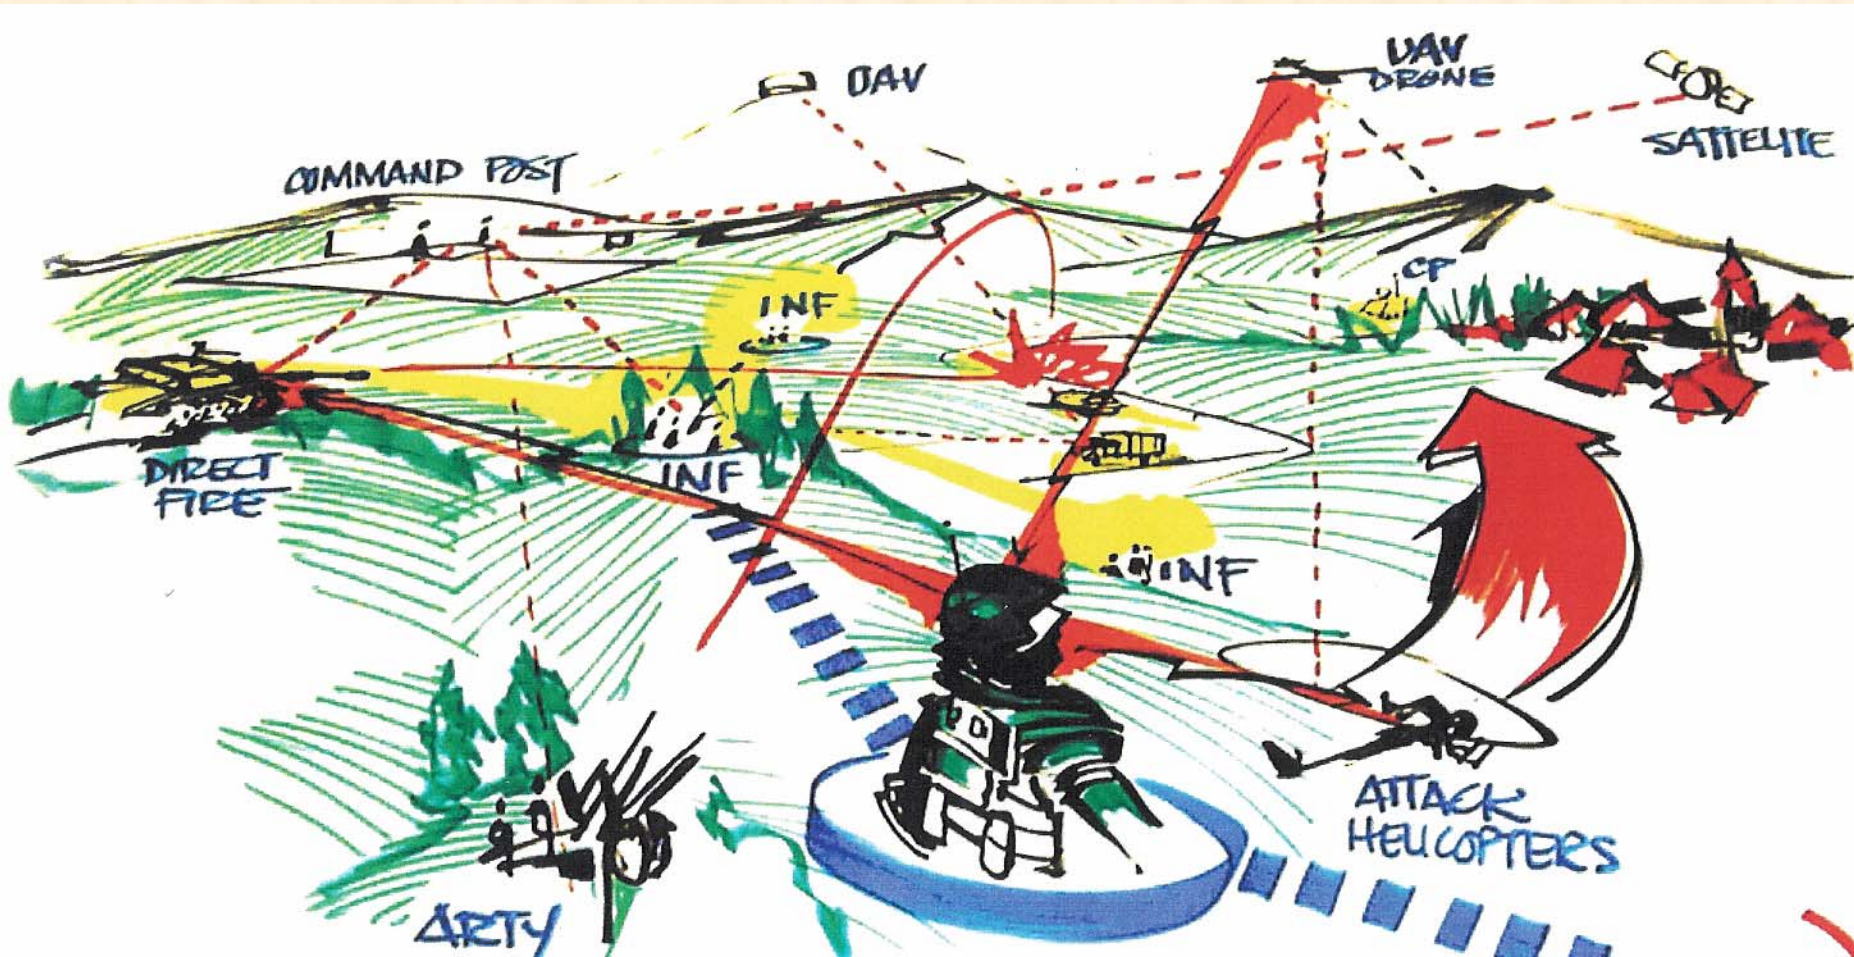 UAV
UAV
DRONE
SATTELITE
COMMAND POST
CP
INF
INF
DIRECT
FIRE
INF
ATTACK
HELICOPTERS
ARTY